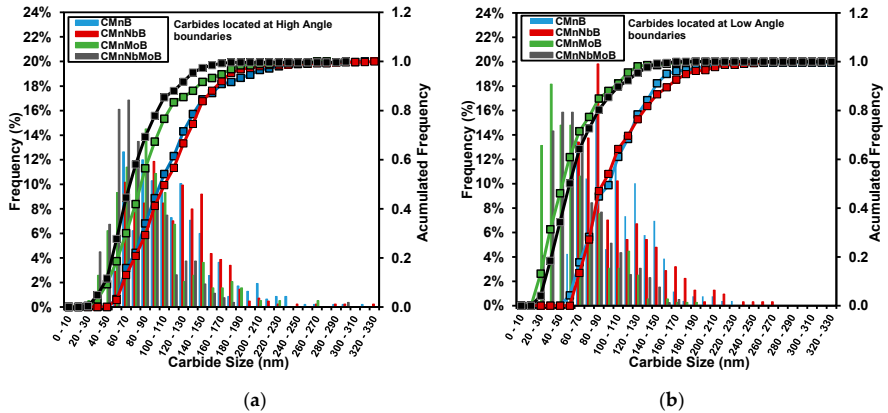 24%
22%
20%
18%
16%
14%
12%
10%
8%
6%
4%
2%
0%
Frequency (%)
CMnB
CMnNbB
CMnMoB
CMnNbMoB
Carbides located at High Angle
boundaries
1.2
1.0
0.8
0.6
0.4
0.2
0.0
Acumulated Frequency
0 - 10
20 - 30
40 - 50
60 - 70
80 - 90
100 - 110
120 - 130
140 - 150
160 - 170
180 - 190
200 - 210
220 - 230
240 - 250
260 - 270
280 - 290
300 - 310
320 - 330
Carbide Size (nm)
(a)
24%
22%
20%
18%
16%
14%
12%
10%
8%
6%
4%
2%
0%
Frequency (%)
CMnB
CMnNbB
CMnMoB
CMnNbMoB
Carbides located at Low Angle
boundaries
1.2
1.0
0.8
0.6
0.4
0.2
0.0
Acumulated Frequency
0 - 10
20 - 30
40 - 50
60 - 70
80 - 90
100 - 110
120 - 130
140 - 150
160 - 170
180 - 190
200 - 210
220 - 230
240 - 250
260 - 270
280 - 290
300 - 310
320 - 330
Carbide Size (nm)
(b)